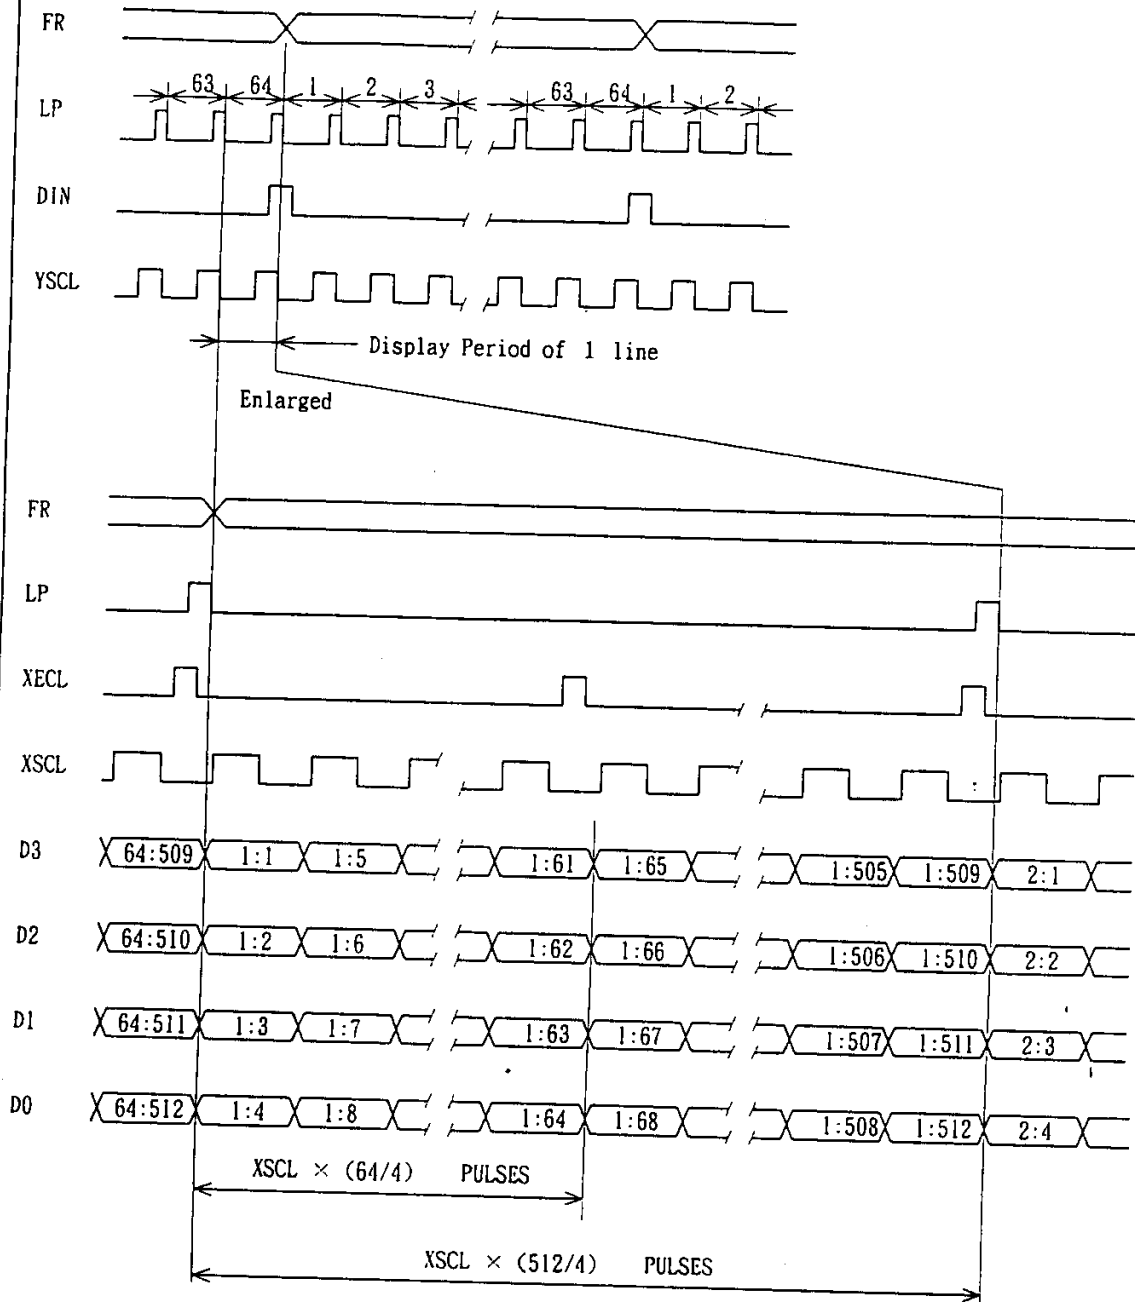 FR
63 64 1 2 3 63 64 1 2
LP
DIN
YSCL
Display Period of 1 line
Enlarged
FR
LP
XECL
XSCL
D3 64:509 1:1 1:5 1:61 1:65 1:505 1:509 2:1
D2 64:510 1:2 1:6 1:62 1:66 1:506 1:510 2:2
D1 64:511 1:3 1:7 1:63 1:67 1:507 1:511 2:3
D0 64:512 1:4 1:8 1:64 1:68 1:508 1:512 2:4
XSCL × (64/4) PULSES
XSCL × (512/4) PULSES